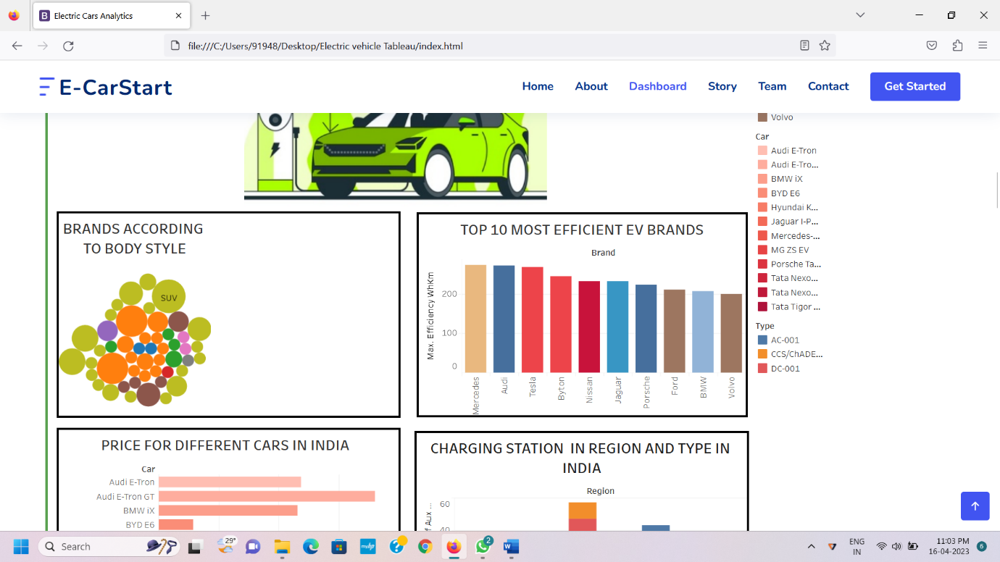 Electric Cars Analytics
file:///C:/Users/91948/Desktop/Electric vehicle Tableau/index.html
E-CarStart
Home
About
Dashboard
Story
Team
Contact
Get Started
Volvo
Car
Audi E-Tron
Audi E-Tro...
BMW iX
BYD E6
Hyundai K...
Jaguar I-P...
Mercedes-...
MG ZS EV
Porsche Ta...
Tata Nexo...
Tata Nexo...
Tata Tigor ...
Type
AC-001
CCS/ChADE...
DC-001
BRANDS ACCORDING
TO BODY STYLE
SUV
TOP 10 MOST EFFICIENT EV BRANDS
Brand
Max. Efficiency WhKm
200
100
0
Mercedes
Audi
Tesla
Byton
Nissan
Jaguar
Porsche
Ford
BMW
Volvo
PRICE FOR DIFFERENT CARS IN INDIA
Car
Audi E-Tron
Audi E-Tron GT
BMW iX
BYD E6
CHARGING STATION  IN REGION AND TYPE IN
INDIA
Region
f Aux ...
60
40
Search
29°
2
ENG
IN
11:03 PM
16-04-2023
6